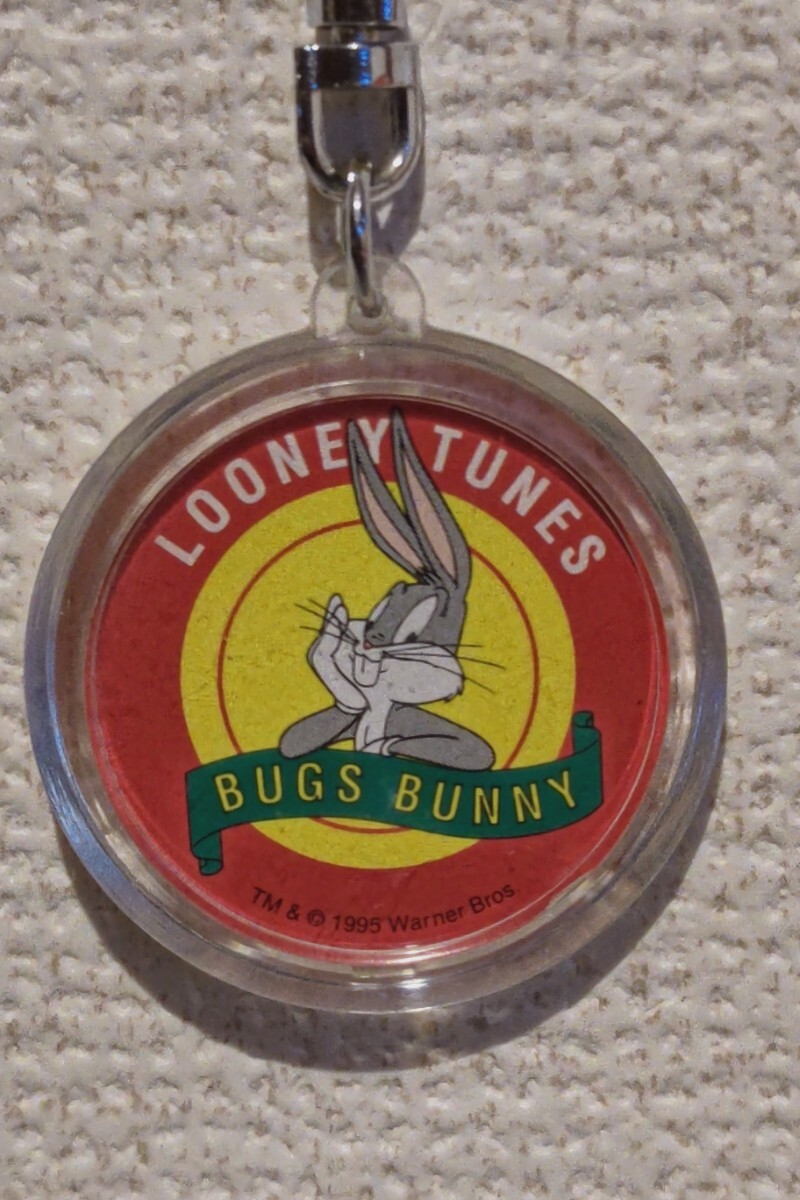 LOONEY TUNES
BUGS BUNNY
TM & © 1995 Warner Bros.